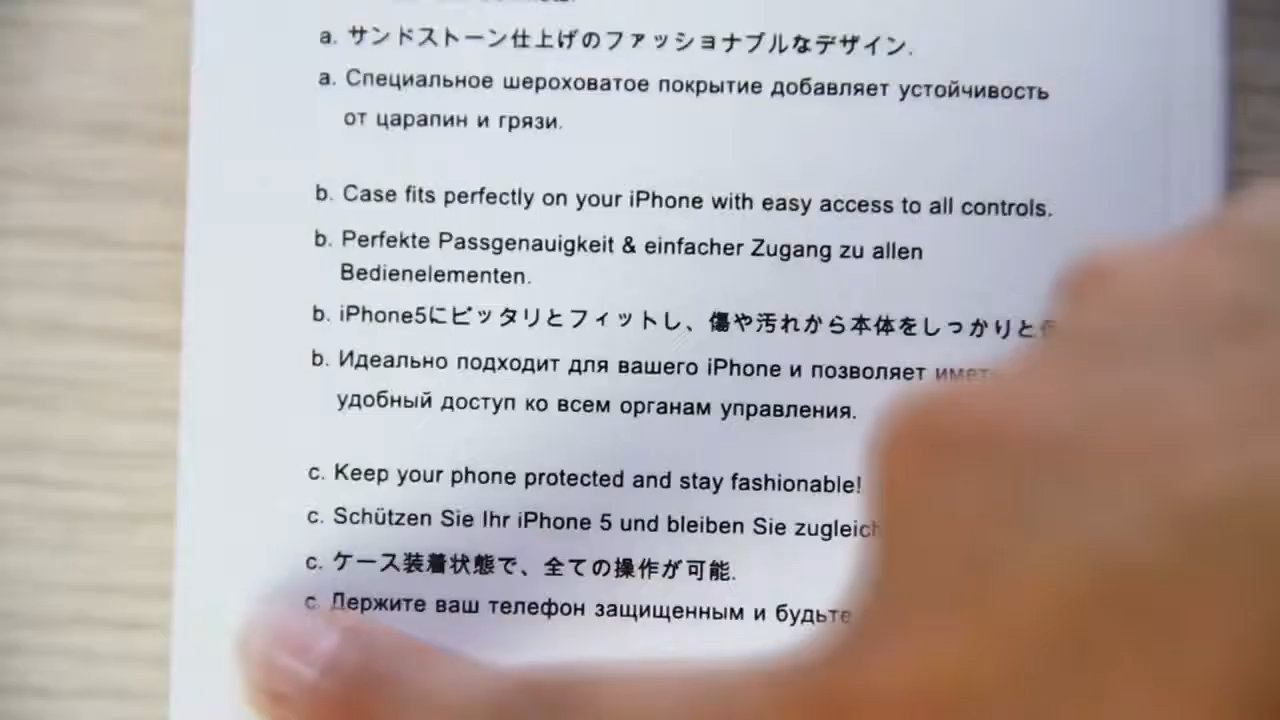 a. サンドストーン仕上げのファッショナブルなデザイン.
a. Специальное шероховатое покрытие добавляет устойчивость
от царапин и грязи.
b. Case fits perfectly on your iPhone with easy access to all controls.
b. Perfekte Passgenauigkeit & einfacher Zugang zu allen
Bedienelementen.
b. iPhone5にピッタリとフィットし、傷や汚れから本体をしっかりと
b. Идеально подходит для вашего iPhone и позволяет
удобный доступ ко всем органам управления.
c. Keep your phone protected and stay fashionable!
c. Schützen Sie Ihr iPhone 5 und bleiben Sie zugleich
c. ケース装着状態で、全ての操作が可能.
c. Держите ваш телефон защищенным и будьте